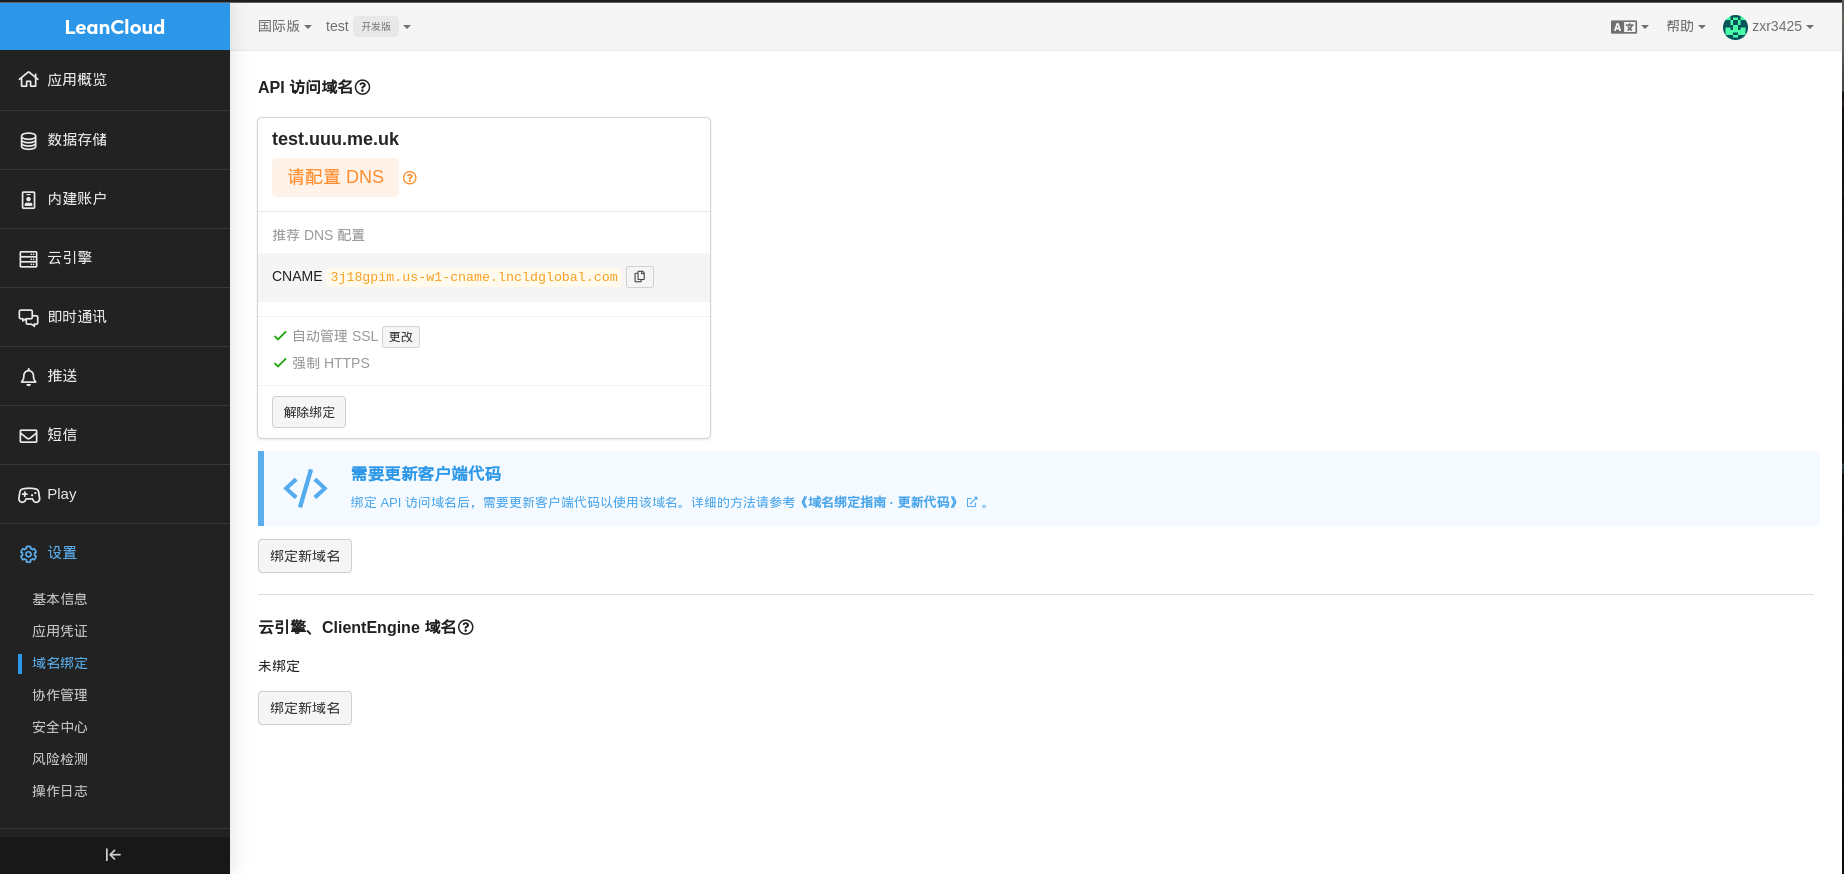 LeanCloud
国际版
test 开发版
帮助
zxr3425
应用概览
数据存储
内建账户
云引擎
即时通讯
推送
短信
Play
设置
基本信息
应用凭证
域名绑定
协作管理
安全中心
风险检测
操作日志
API 访问域名
test.uuu.me.uk
请配置 DNS
推荐 DNS 配置
CNAME 3j18gpim.us-w1-cname.lncldglobal.com
自动管理 SSL 更改
强制 HTTPS
解除绑定
需要更新客户端代码
绑定 API 访问域名后，需要更新客户端代码以使用该域名。详细的方法请参考《域名绑定指南 · 更新代码》 。
绑定新域名
云引擎、ClientEngine 域名
未绑定
绑定新域名